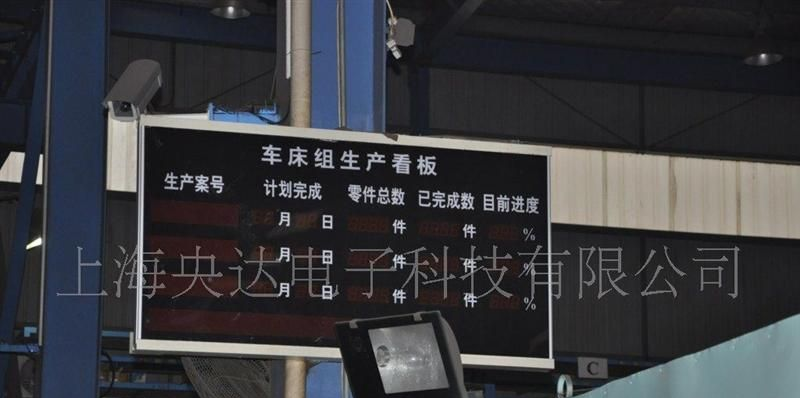 车床组生产看板
生产案号 计划完成 零件总数 已完成数 目前进度
月 日 件 件 %
月 日 件 件 %
月 日 件 件 %
上海央达电子科技有限公司
C